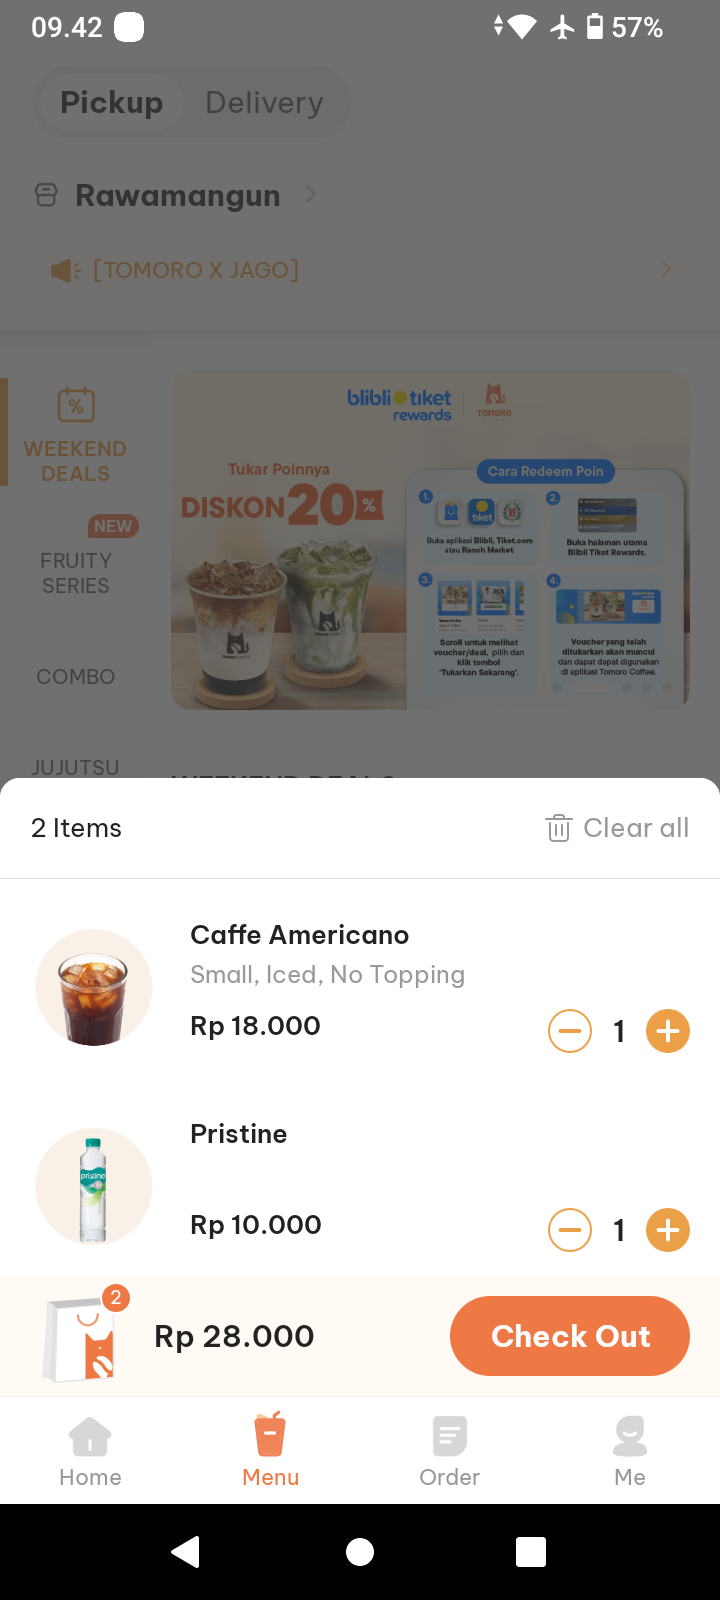 09.42
57%
Pickup
Delivery
Rawamangun
[TOMORO X JAGO]
WEEKEND
DEALS
NEW
FRUITY
SERIES
COMBO
JUJUTSU
blibli tiket
rewards
TOMORO
Tukar Poinnya
DISKON 20%
Cara Redeem Poin
1.
tiket
Buka aplikasi Blibli, Tiket.com
atau Ranch Market.
2.
Buka halaman utama
Blibli Tiket Rewards.
3.
Scroll untuk melihat
voucher/deal, pilih dan
klik tombol
'Tukarkan Sekarang'.
4.
Voucher yang telah
ditukarkan akan muncul
dan dapat dapat digunakan
di aplikasi Tomoro Coffee.
WEEKEND DEALS
2 Items
Clear all
Caffe Americano
Small, Iced, No Topping
Rp 18.000
1
Pristine
pristine
Rp 10.000
1
2
Rp 28.000
Check Out
Home
Menu
Order
Me